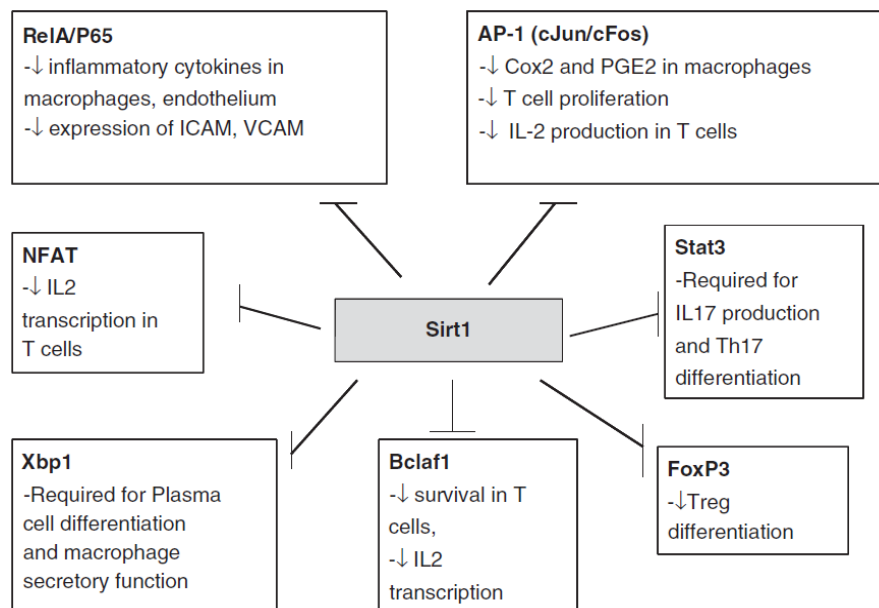 RelA/P65
-↓ inflammatory cytokines in
macrophages, endothelium
-↓ expression of ICAM, VCAM
AP-1 (cJun/cFos)
-↓ Cox2 and PGE2 in macrophages
-↓ T cell proliferation
-↓ IL-2 production in T cells
NFAT
-↓ IL2
transcription in
T cells
Sirt1
Stat3
-Required for
IL17 production
and Th17
differentiation
Xbp1
-Required for Plasma
cell differentiation
and macrophage
secretory function
Bclaf1
-↓ survival in T
cells,
-↓ IL2
transcription
FoxP3
-↓Treg
differentiation